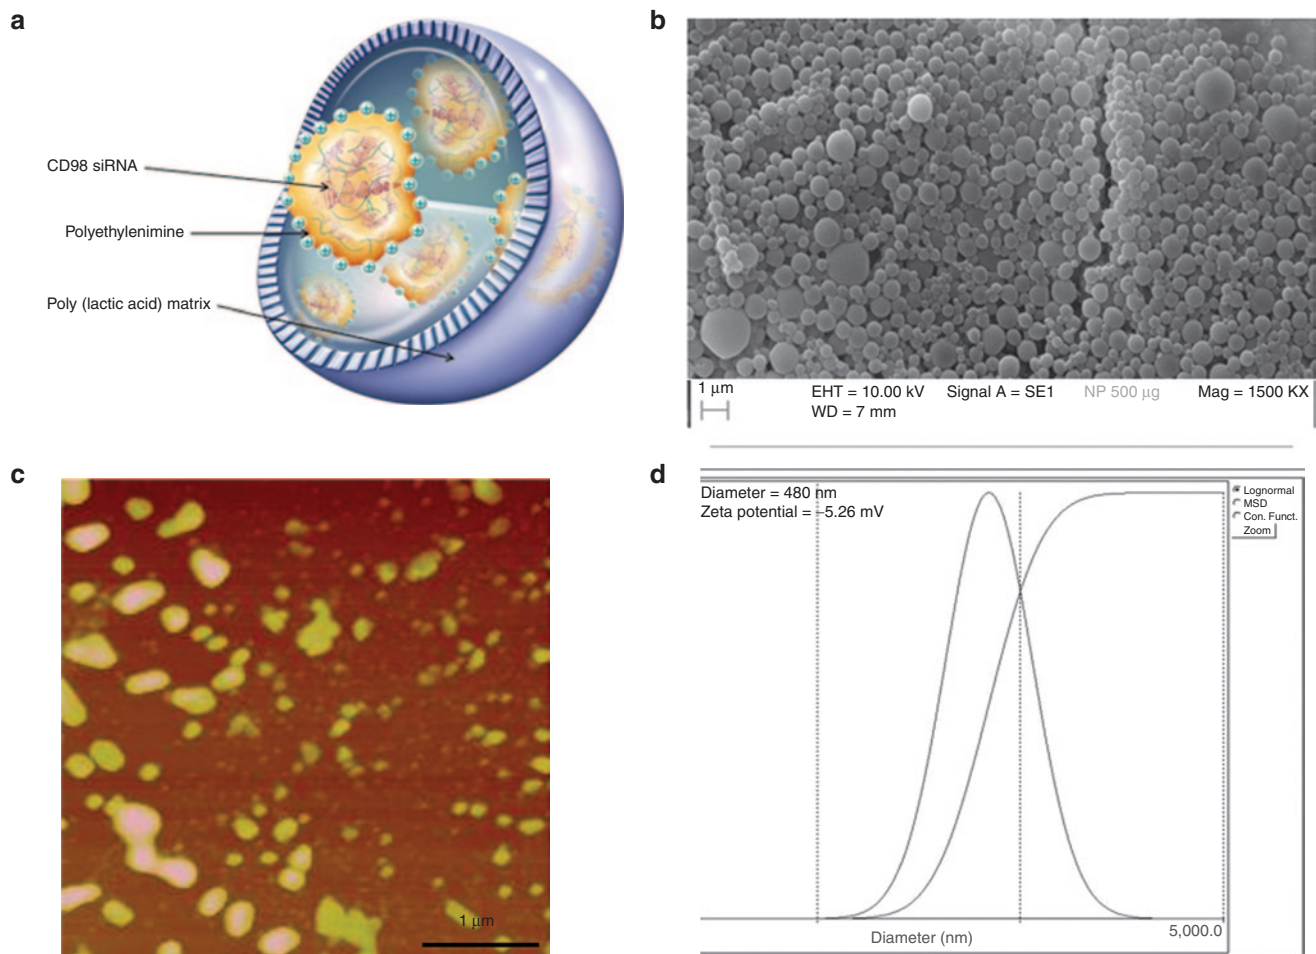 a
CD98 siRNA
Polyethylenimine
Poly (lactic acid) matrix
b
1 μm
EHT = 10.00 kV Signal A = SE1 NP 500 μg Mag = 1500 KX
WD = 7 mm
c
1 μm
d
Diameter = 480 nm
Zeta potential = –5.26 mV
Lognormal
MSD
Con. Funct.
Zoom
Diameter (nm)
5,000.0